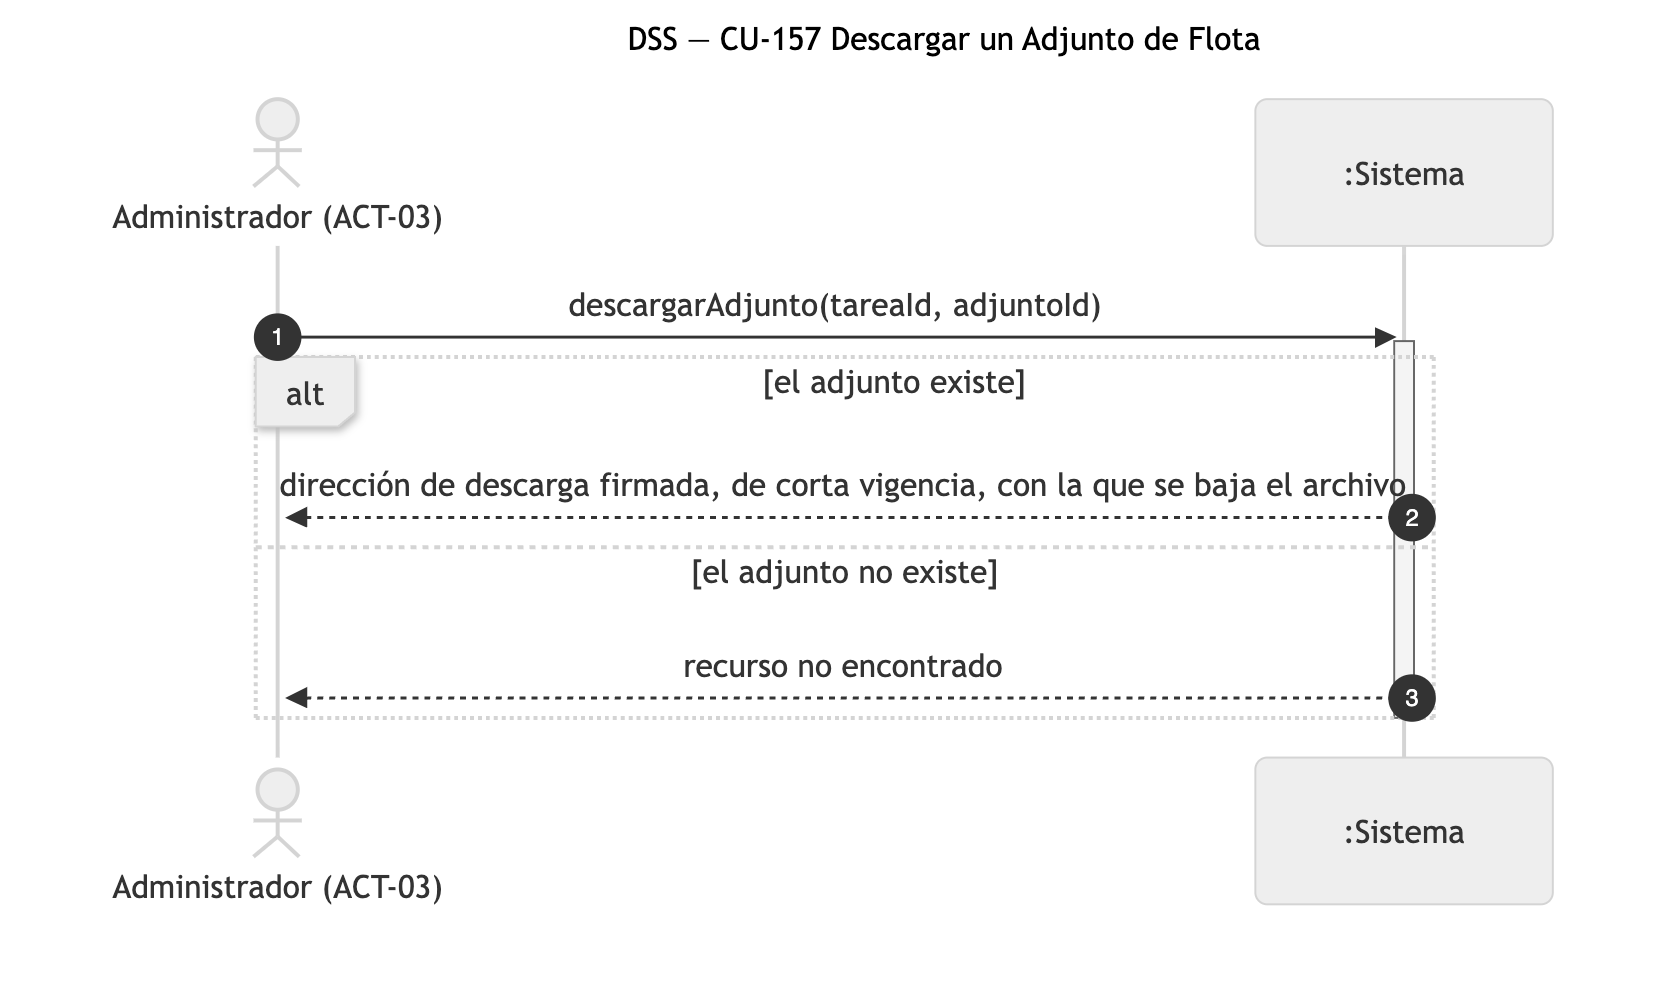 DSS — CU-157 Descargar un Adjunto de Flota
Administrador (ACT-03)
:Sistema
descargarAdjunto(tareaId, adjuntoId)
1
alt
[el adjunto existe]
dirección de descarga firmada, de corta vigencia, con la que se baja el archivo
2
[el adjunto no existe]
recurso no encontrado
3
Administrador (ACT-03)
:Sistema